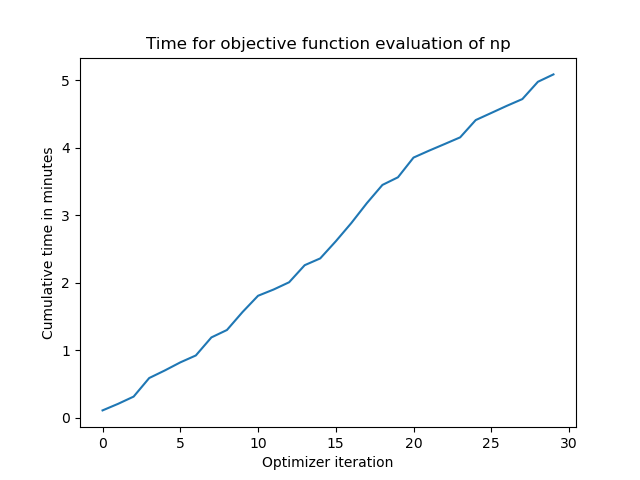 Time for objective function evaluation of np
Cumulative time in minutes
5
4
3
2
1
0
0 5 10 15 20 25 30
Optimizer iteration